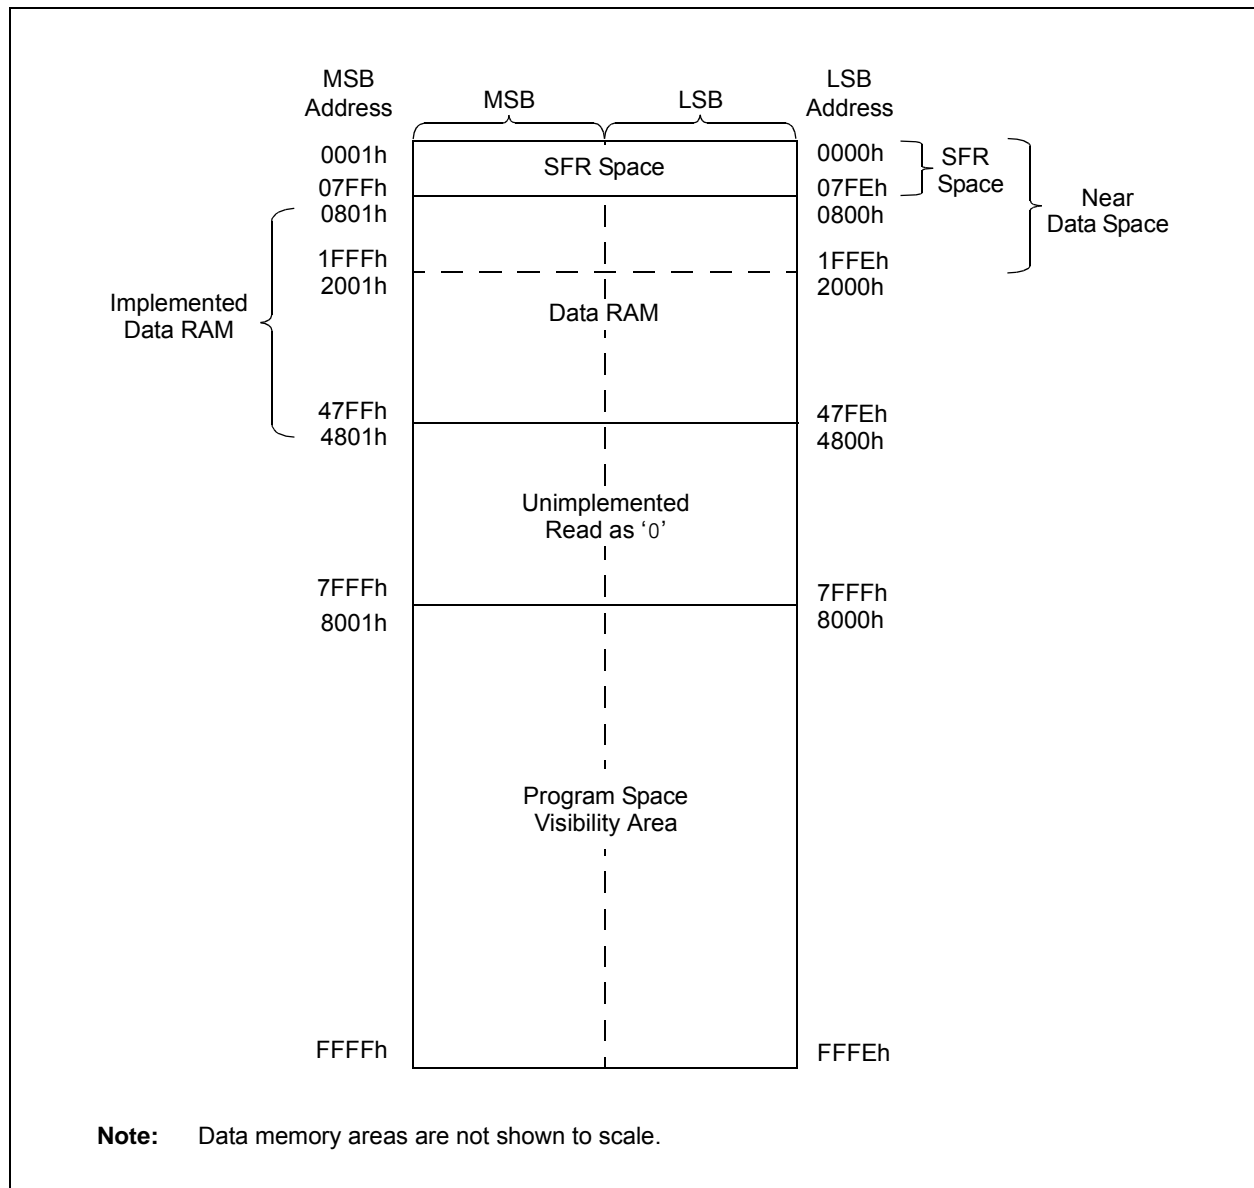 MSB
Address
MSB
LSB
LSB
Address
0001h
SFR Space
0000h
SFR
Space
07FFh
07FEh
0801h
0800h
Near
Data Space
1FFFh
1FFEh
2001h
2000h
Implemented
Data RAM
Data RAM
47FFh
47FEh
4801h
4800h
Unimplemented
Read as ‘0’
7FFFh
7FFFh
8001h
8000h
Program Space
Visibility Area
FFFFh
FFFEh
Note: Data memory areas are not shown to scale.